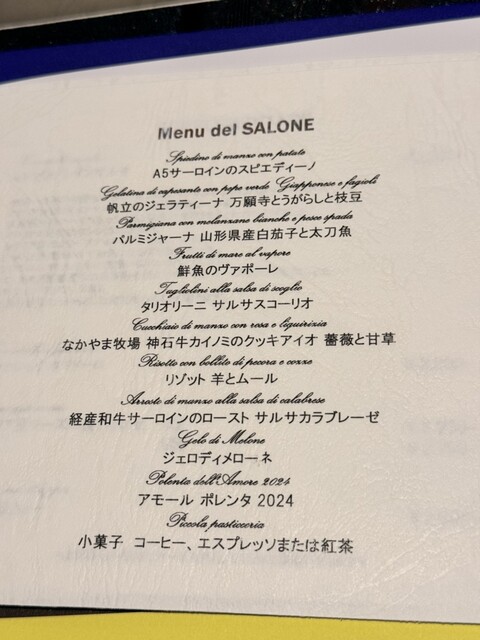 Menu del SALONE
Spiedino di manzo con patate
A5サーロインのスピエディーノ
Gelatina di capesante con pepe verde Giapponese e fagioli
帆立のジェラティーナ 万願寺とうがらしと枝豆
Parmigiana con melanzane bianche e pesce spada
パルミジャーナ 山形県産白茄子と太刀魚
Frutti di mare al vapore
鮮魚のヴァポーレ
Tagliolini alla salsa di scoglio
タリオリーニ サルサスコーリオ
Cucchiaio di manzo con rosa e liquirizia
なかやま牧場 神石牛カイノミのクッキアイオ 薔薇と甘草
Risotto con bollito di pecora e cozze
リゾット 羊とムール
Arrosto di manzo alla salsa di calabrese
経産和牛サーロインのロースト サルサカラブレーゼ
Gelo di Melone
ジェロディメローネ
Polenta dell'Amore 2024
アモール ポレンタ 2024
Piccola pasticceria
小菓子 コーヒー、エスプレッソまたは紅茶